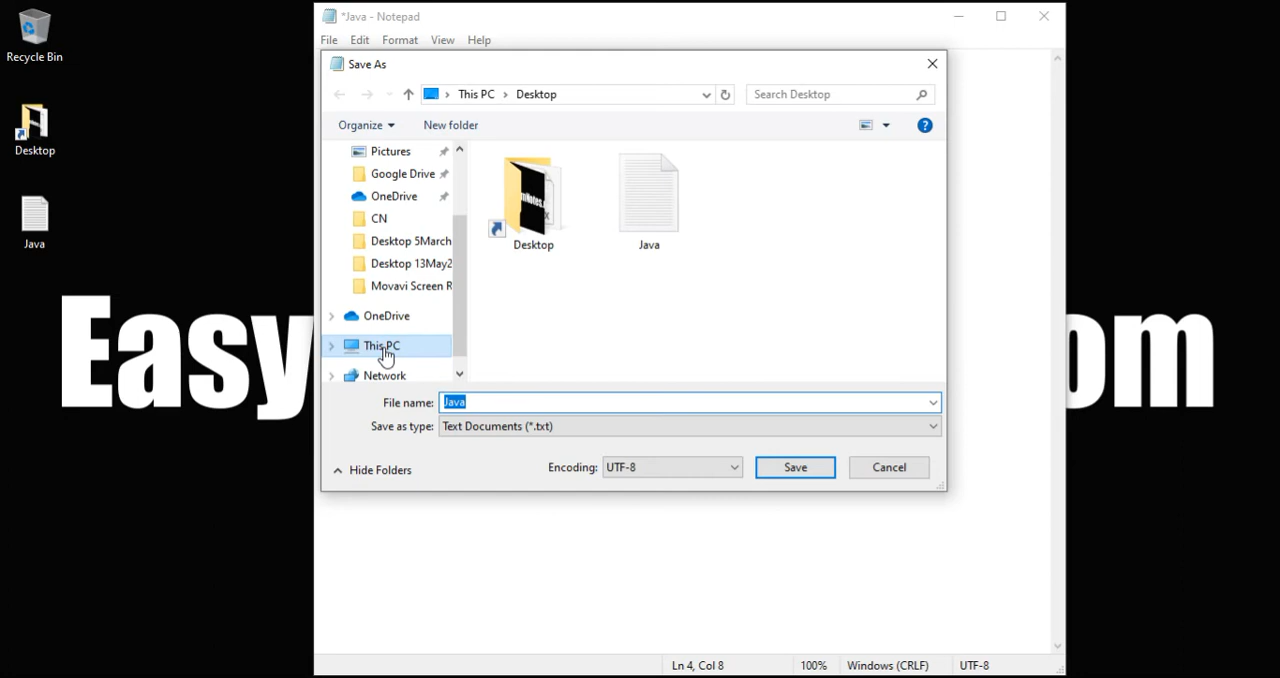 Recycle Bin
Desktop
Java
Easy
om
*Java - Notepad
File Edit Format View Help
Save As
This PC › Desktop
Search Desktop
Organize
New folder
Pictures
Google Drive
OneDrive
CN
Desktop 5March
Desktop 13May2
Movavi Screen R
OneDrive
This PC
Network
Desktop
Java
File name: Java
Save as type: Text Documents (*.txt)
Hide Folders
Encoding: UTF-8
Save
Cancel
Ln 4, Col 8
100%
Windows (CRLF)
UTF-8